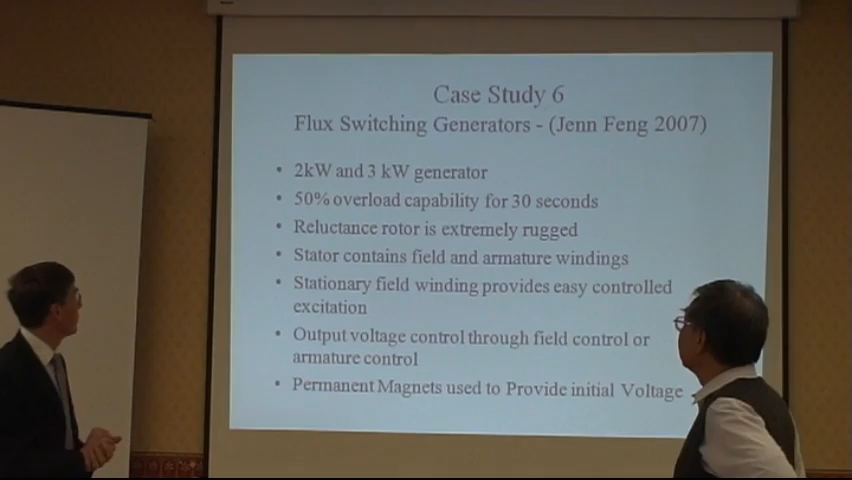 Case Study 6
Flux Switching Generators - (Jenn Feng 2007)
• 2kW and 3 kW generator
• 50% overload capability for 30 seconds
• Reluctance rotor is extremely rugged
• Stator contains field and armature windings
• Stationary field winding provides easy controlled
excitation
• Output voltage control through field control or
armature control
• Permanent Magnets used to Provide initial Voltage